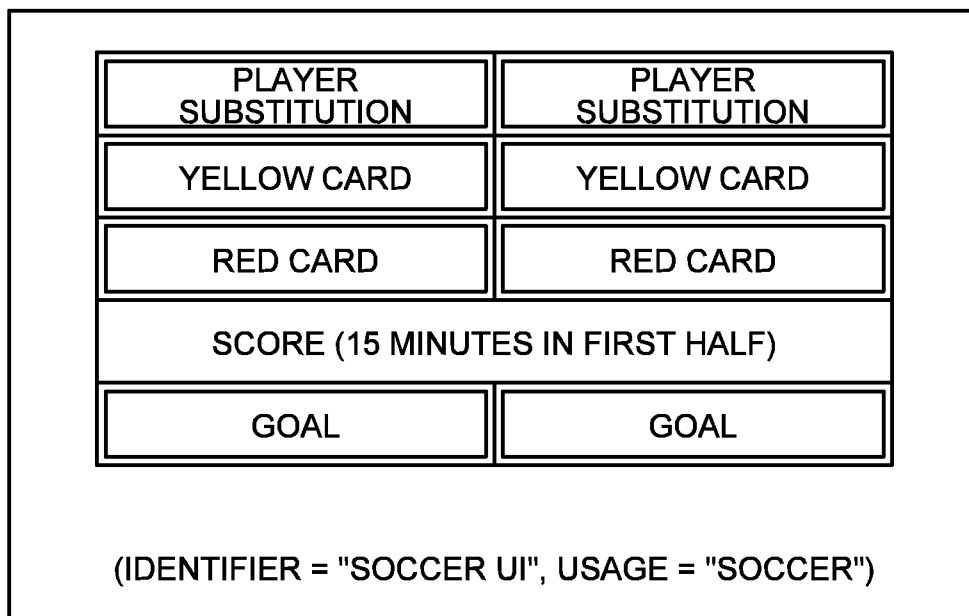 PLAYER SUBSTITUTION PLAYER SUBSTITUTION
YELLOW CARD YELLOW CARD
RED CARD RED CARD
SCORE (15 MINUTES IN FIRST HALF)
GOAL GOAL
(IDENTIFIER = "SOCCER UI", USAGE = "SOCCER")